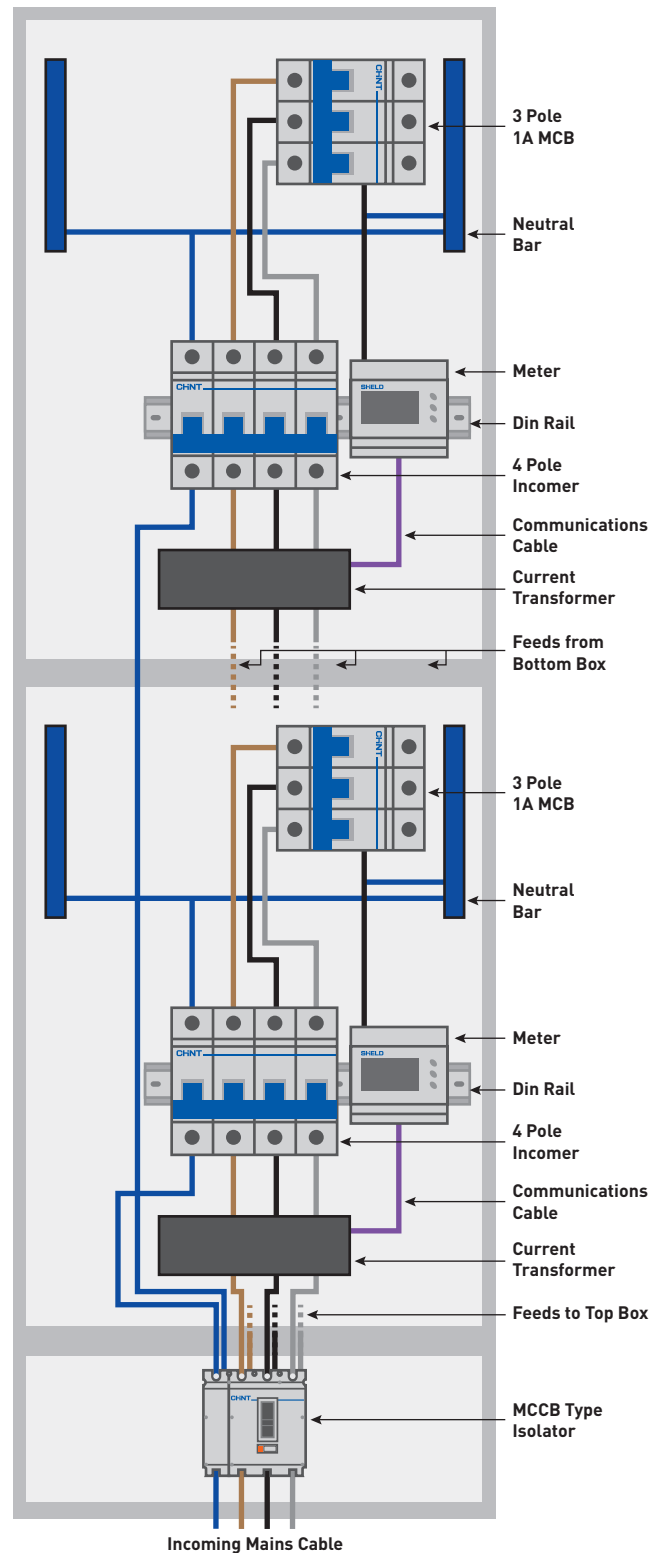 CHNT
3 Pole
1A MCB
Neutral
Bar
CHNT
SHELD
Meter
Din Rail
4 Pole
Incomer
Communications
Cable
Current
Transformer
Feeds from
Bottom Box
CHNT
3 Pole
1A MCB
Neutral
Bar
CHNT
SHELD
Meter
Din Rail
4 Pole
Incomer
Communications
Cable
Current
Transformer
Feeds to Top Box
CHNT
MCCB Type
Isolator
Incoming Mains Cable